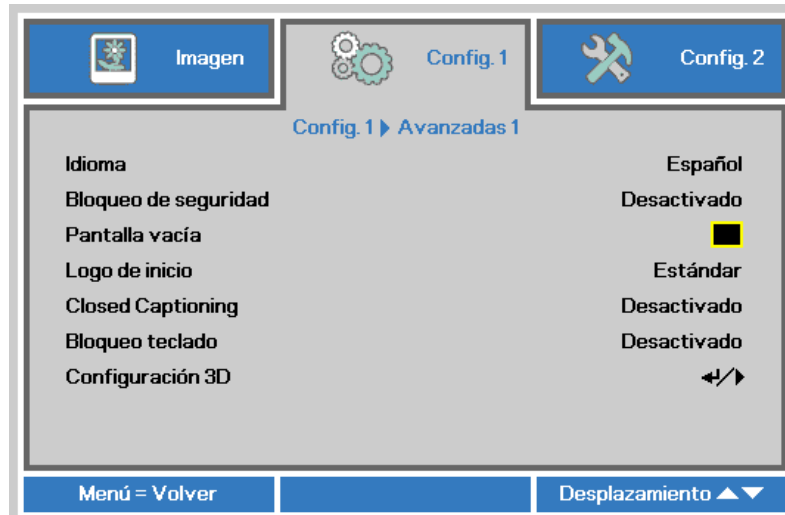 Imagen
Config. 1
Config. 2
Config. 1 ▶ Avanzadas 1
Idioma Español
Bloqueo de seguridad Desactivado
Pantalla vacía
Logo de inicio Estándar
Closed Captioning Desactivado
Bloqueo teclado Desactivado
Configuración 3D ↵/▶
Menú = Volver
Desplazamiento ▲▼